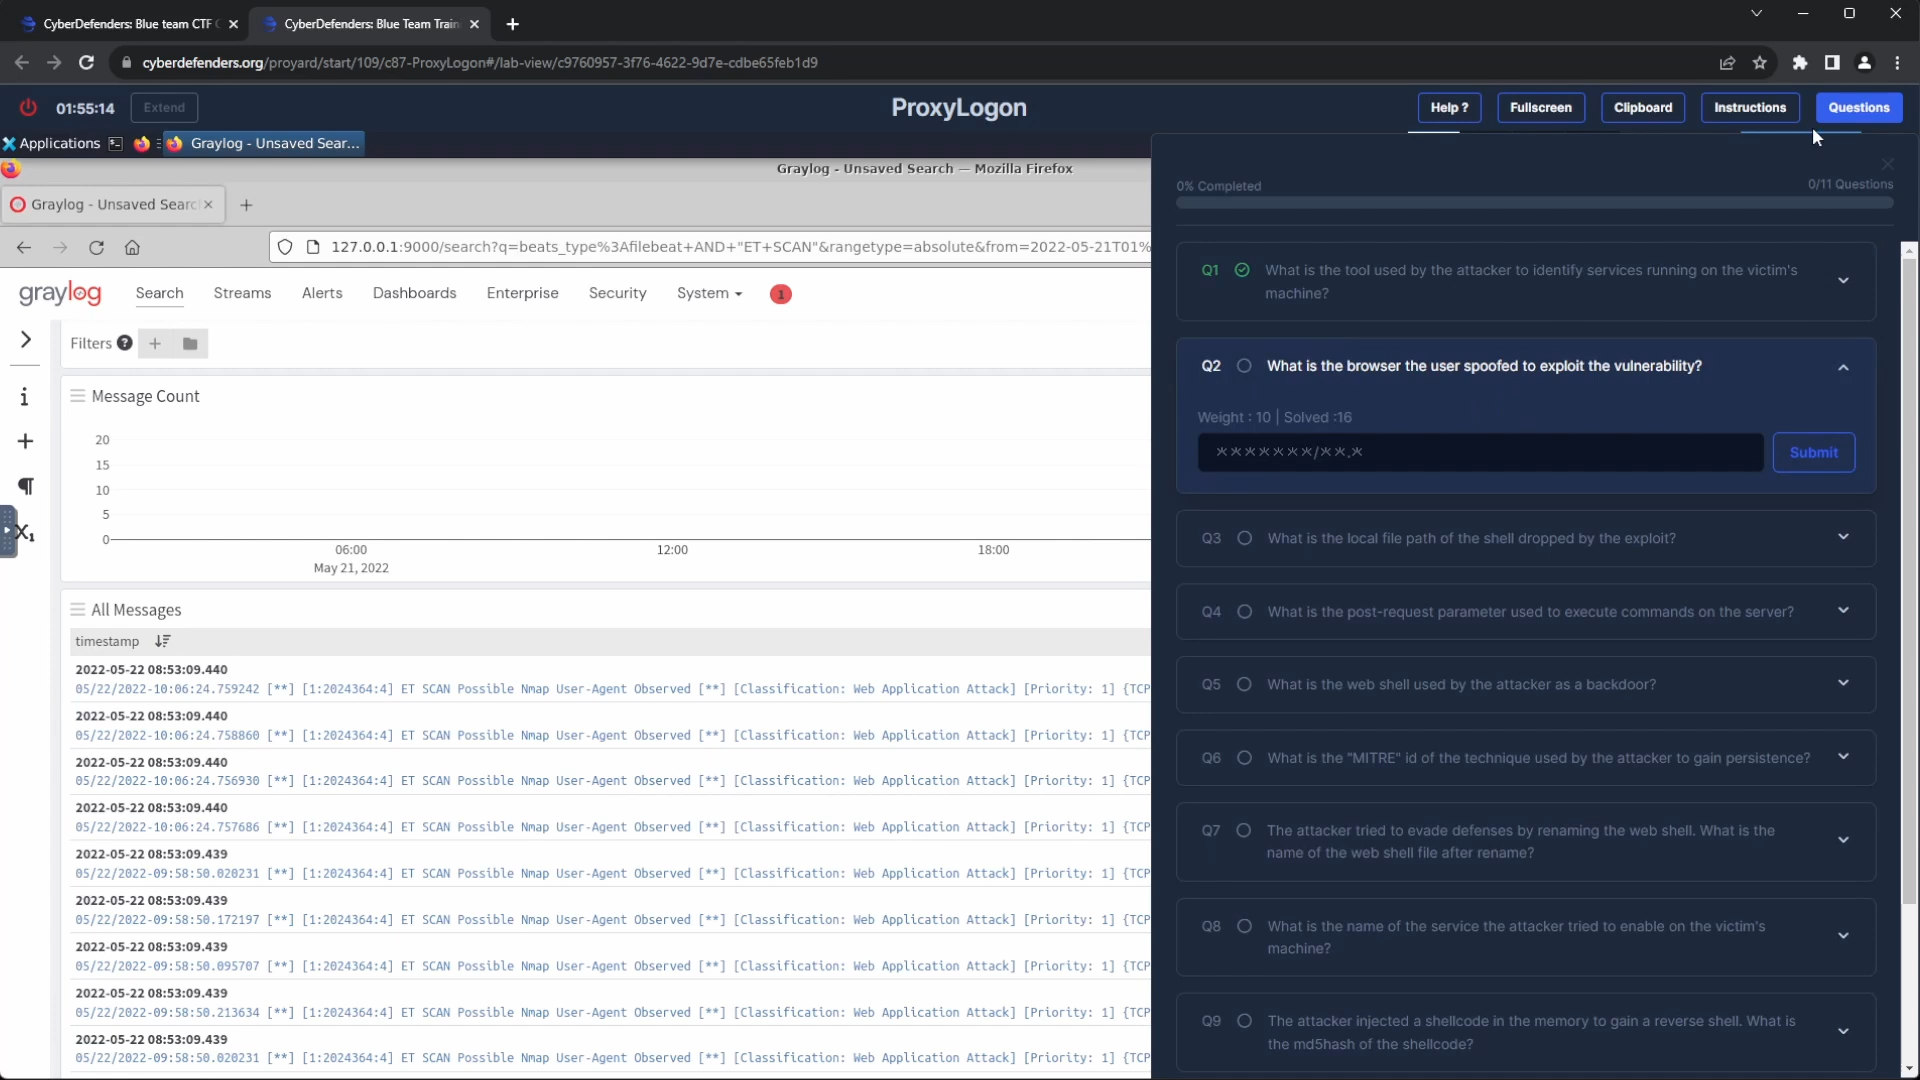 CyberDefenders: Blue team CTF C
CyberDefenders: Blue Team Train
cyberdefenders.org/proyard/start/109/c87-ProxyLogon#/lab-view/c9760957-3f76-4622-9d7e-cdbe65feb1d9
01:55:14
Extend
ProxyLogon
Help ?
Fullscreen
Clipboard
Instructions
Questions
Applications
Graylog - Unsaved Sear...
Graylog - Unsaved Search — Mozilla Firefox
Graylog - Unsaved Searc
127.0.0.1:9000/search?q=beats_type%3Afilebeat+AND+"ET+SCAN"&rangetype=absolute&from=2022-05-21T01%
graylog
Search
Streams
Alerts
Dashboards
Enterprise
Security
System
1
Filters
Message Count
20
15
10
5
0
06:00
12:00
18:00
May 21, 2022
All Messages
timestamp
2022-05-22 08:53:09.440
05/22/2022-10:06:24.759242 [**] [1:2024364:4] ET SCAN Possible Nmap User-Agent Observed [**] [Classification: Web Application Attack] [Priority: 1] {TCP
2022-05-22 08:53:09.440
05/22/2022-10:06:24.758860 [**] [1:2024364:4] ET SCAN Possible Nmap User-Agent Observed [**] [Classification: Web Application Attack] [Priority: 1] {TCP
2022-05-22 08:53:09.440
05/22/2022-10:06:24.756930 [**] [1:2024364:4] ET SCAN Possible Nmap User-Agent Observed [**] [Classification: Web Application Attack] [Priority: 1] {TCP
2022-05-22 08:53:09.440
05/22/2022-10:06:24.757686 [**] [1:2024364:4] ET SCAN Possible Nmap User-Agent Observed [**] [Classification: Web Application Attack] [Priority: 1] {TCP
2022-05-22 08:53:09.439
05/22/2022-09:58:50.020231 [**] [1:2024364:4] ET SCAN Possible Nmap User-Agent Observed [**] [Classification: Web Application Attack] [Priority: 1] {TCP
2022-05-22 08:53:09.439
05/22/2022-09:58:50.172197 [**] [1:2024364:4] ET SCAN Possible Nmap User-Agent Observed [**] [Classification: Web Application Attack] [Priority: 1] {TCP
2022-05-22 08:53:09.439
05/22/2022-09:58:50.095707 [**] [1:2024364:4] ET SCAN Possible Nmap User-Agent Observed [**] [Classification: Web Application Attack] [Priority: 1] {TCP
2022-05-22 08:53:09.439
05/22/2022-09:58:50.213634 [**] [1:2024364:4] ET SCAN Possible Nmap User-Agent Observed [**] [Classification: Web Application Attack] [Priority: 1] {TCP
2022-05-22 08:53:09.439
05/22/2022-09:58:50.020231 [**] [1:2024364:4] ET SCAN Possible Nmap User-Agent Observed [**] [Classification: Web Application Attack] [Priority: 1] {TCP
0% Completed
0/11 Questions
Q1 What is the tool used by the attacker to identify services running on the victim's
machine?
Q2 What is the browser the user spoofed to exploit the vulnerability?
Weight : 10 | Solved :16
*******/**.*
Submit
Q3 What is the local file path of the shell dropped by the exploit?
Q4 What is the post-request parameter used to execute commands on the server?
Q5 What is the web shell used by the attacker as a backdoor?
Q6 What is the "MITRE" id of the technique used by the attacker to gain persistence?
Q7 The attacker tried to evade defenses by renaming the web shell. What is the
name of the web shell file after rename?
Q8 What is the name of the service the attacker tried to enable on the victim's
machine?
Q9 The attacker injected a shellcode in the memory to gain a reverse shell. What is
the md5hash of the shellcode?